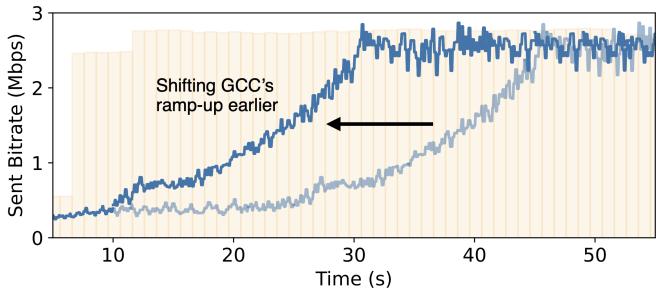 3
2
1
0
Sent Bitrate (Mbps)
Shifting GCC's
ramp-up earlier
10 20 30 40 50
Time (s)